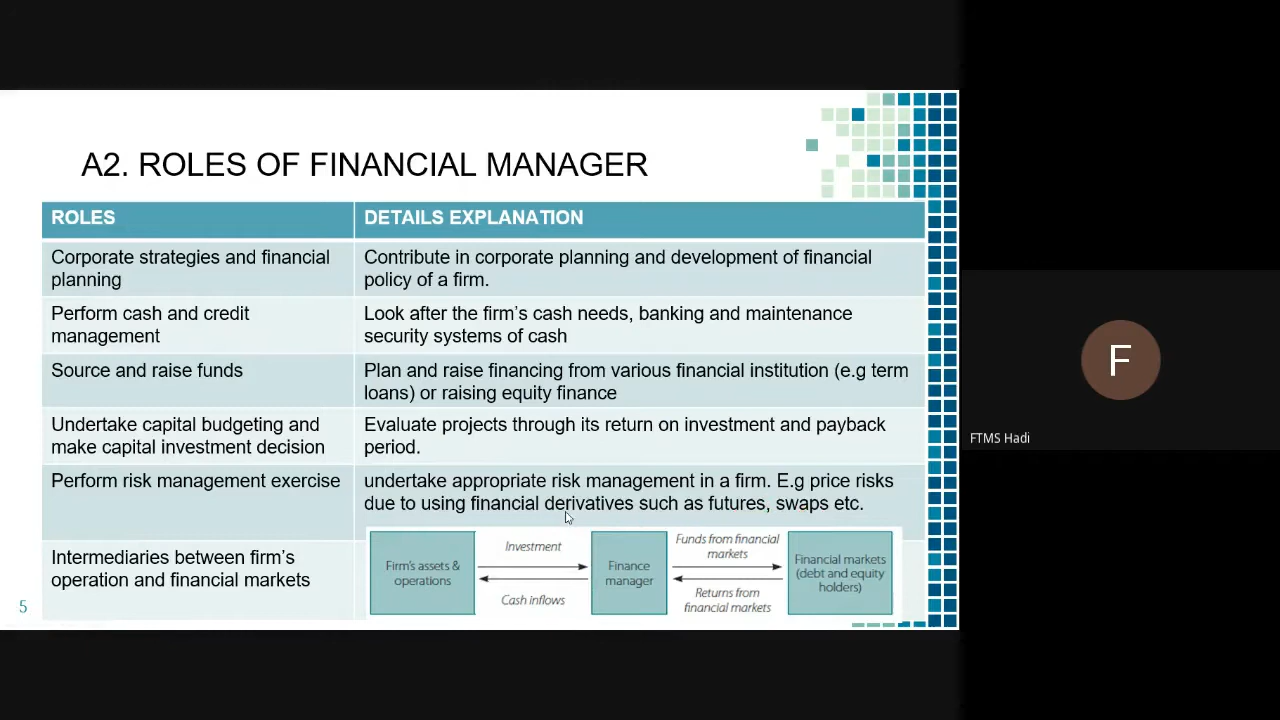 A2. ROLES OF FINANCIAL MANAGER
ROLES
DETAILS EXPLANATION
Corporate strategies and financial
planning
Contribute in corporate planning and development of financial
policy of a firm.
Perform cash and credit
management
Look after the firm's cash needs, banking and maintenance
security systems of cash
Source and raise funds
Plan and raise financing from various financial institution (e.g term
loans) or raising equity finance
Undertake capital budgeting and
make capital investment decision
Evaluate projects through its return on investment and payback
period.
Perform risk management exercise
undertake appropriate risk management in a firm. E.g price risks
due to using financial derivatives such as futures, swaps etc.
Intermediaries between firm's
operation and financial markets
Firm's assets &
operations
Investment
Cash inflows
Finance
manager
Funds from financial
markets
Returns from
financial markets
Financial markets
(debt and equity
holders)
5
F
FTMS Hadi